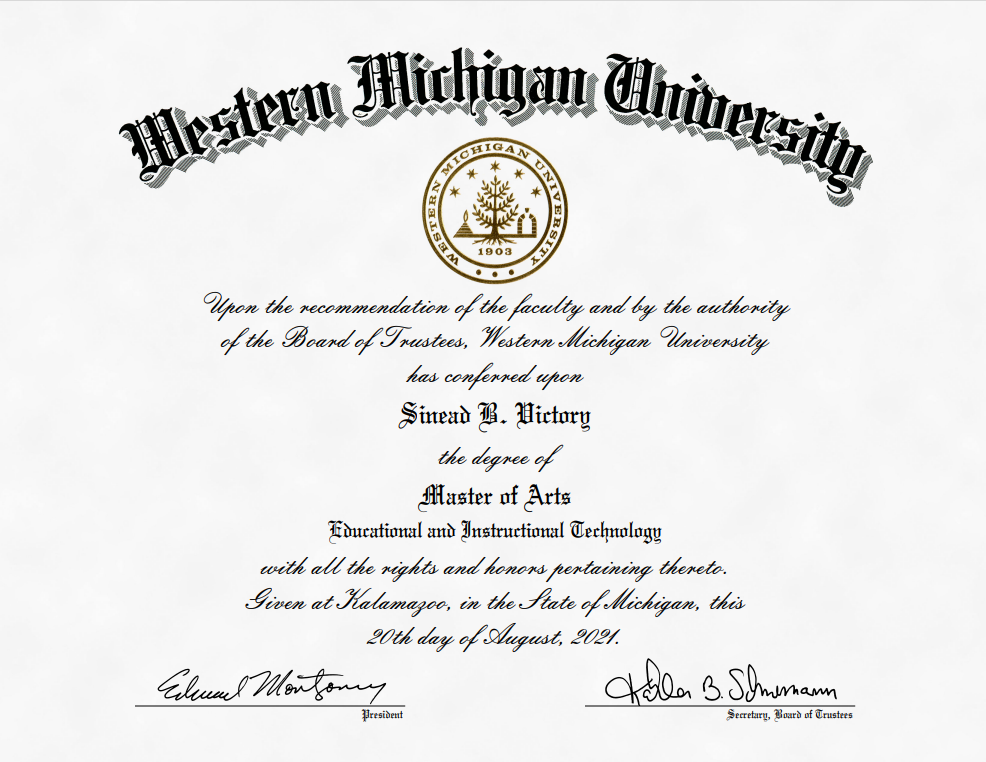 Western Michigan University
WESTERN MICHIGAN UNIVERSITY
1903
Upon the recommendation of the faculty and by the authority
of the Board of Trustees, Western Michigan University
has conferred upon
Sinead B. Victory
the degree of
Master of Arts
Educational and Instructional Technology
with all the rights and honors pertaining thereto.
Given at Kalamazoo, in the State of Michigan, this
20th day of August, 2021.
Edward Montgomery
President
Secretary, Board of Trustees